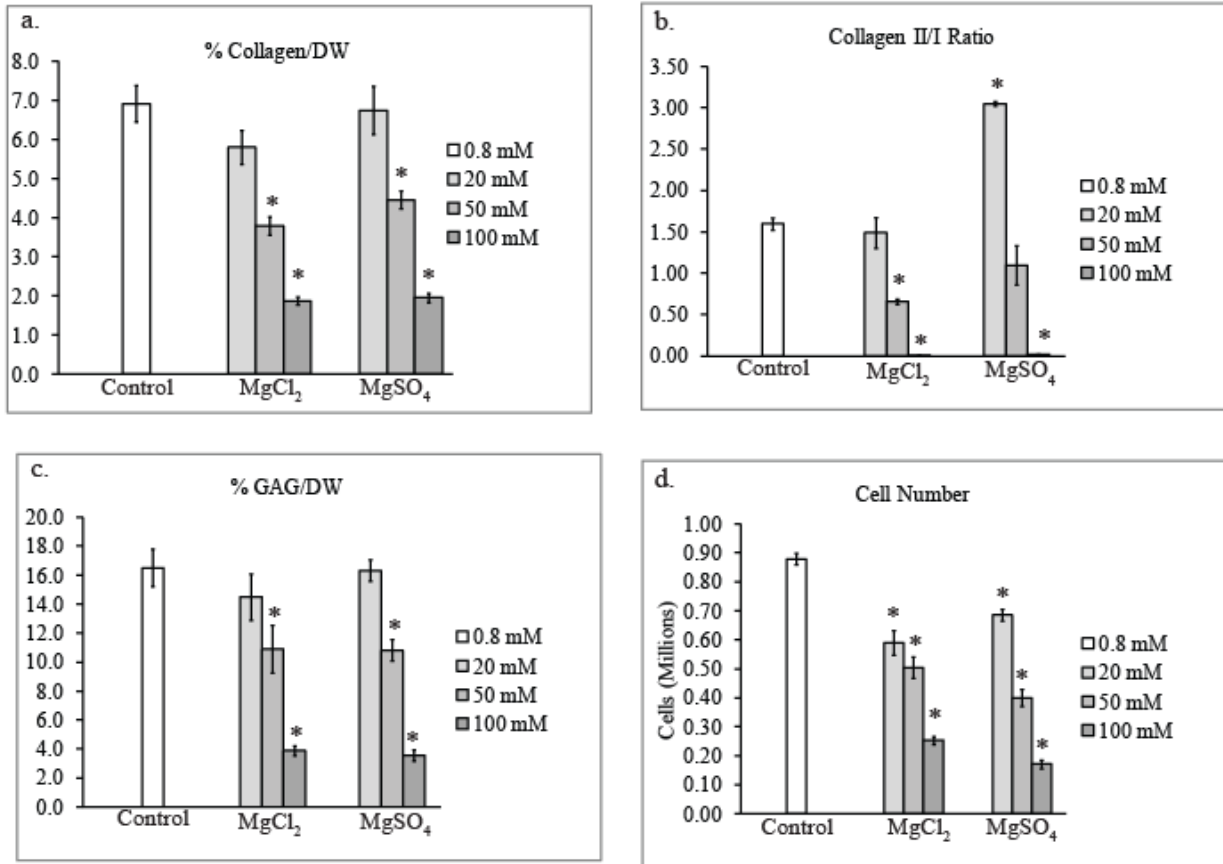 a.
% Collagen/DW
8.0
7.0
6.0
5.0
4.0
3.0
2.0
1.0
0.0
*
*
*
*
Control
MgCl₂
MgSO₄
0.8 mM
20 mM
50 mM
100 mM
b.
Collagen II/I Ratio
3.50
3.00
2.50
2.00
1.50
1.00
0.50
0.00
*
*
*
*
Control
MgCl₂
MgSO₄
0.8 mM
20 mM
50 mM
100 mM
c.
% GAG/DW
20.0
18.0
16.0
14.0
12.0
10.0
8.0
6.0
4.0
2.0
0.0
*
*
*
*
Control
MgCl₂
MgSO₄
0.8 mM
20 mM
50 mM
100 mM
d.
Cell Number
Cells (Millions)
1.00
0.90
0.80
0.70
0.60
0.50
0.40
0.30
0.20
0.10
0.00
*
*
*
*
*
*
Control
MgCl₂
MgSO₄
0.8 mM
20 mM
50 mM
100 mM